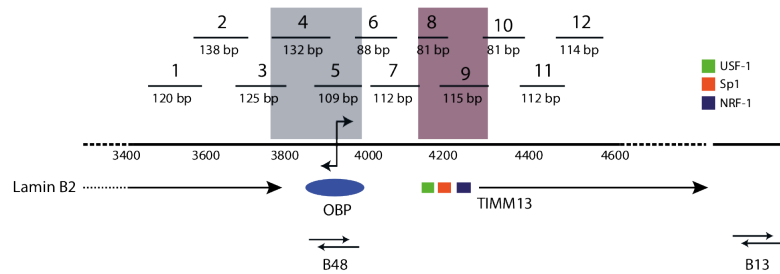 2 4 6 8 10 12
138 bp 132 bp 88 bp 81 bp 81 bp 114 bp
1 3 5 7 9 11
120 bp 125 bp 109 bp 112 bp 115 bp 112 bp
USF-1
Sp1
NRF-1
3400 3600 3800 4000 4200 4400 4600
Lamin B2
OBP
TIMM13
B48
B13